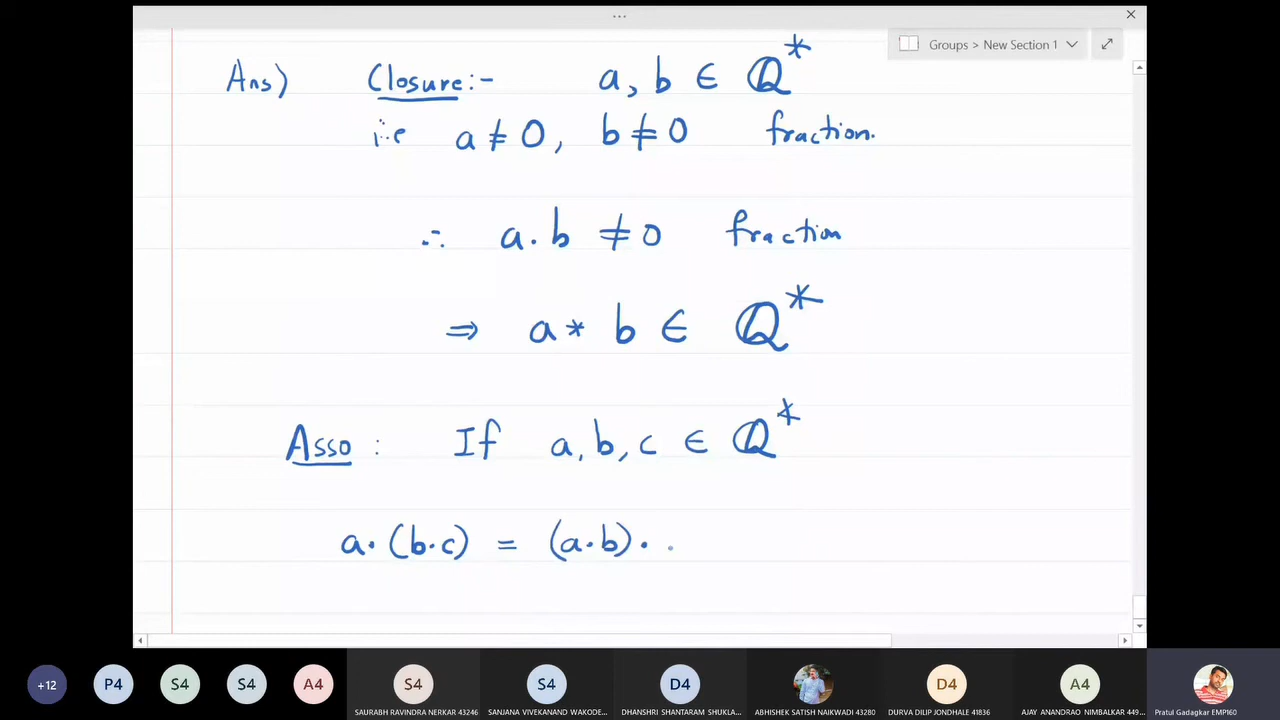 Groups > New Section 1
Ans) Closure:- a, b ∈ ℚ*
i.e a ≠ 0, b ≠ 0 fraction.
∴ a . b ≠ 0 fraction
⇒ a * b ∈ ℚ*
Asso : If a, b, c ∈ ℚ*
a . (b . c) = (a . b) .
+12 P4 S4 S4 A4 S4 S4 D4 D4 A4
SAURABH RAVINDRA NERKAR 43246 SANJANA VIVEKANAND WAKODE... DHANSHRI SHANTARAM SHUKLA... ABHISHEK SATISH NAIKWADI 43280 DURVA DILIP JONDHALE 41836 AJAY ANANDRAO NIMBALKAR 449... Pratul Gadagkar EMP60